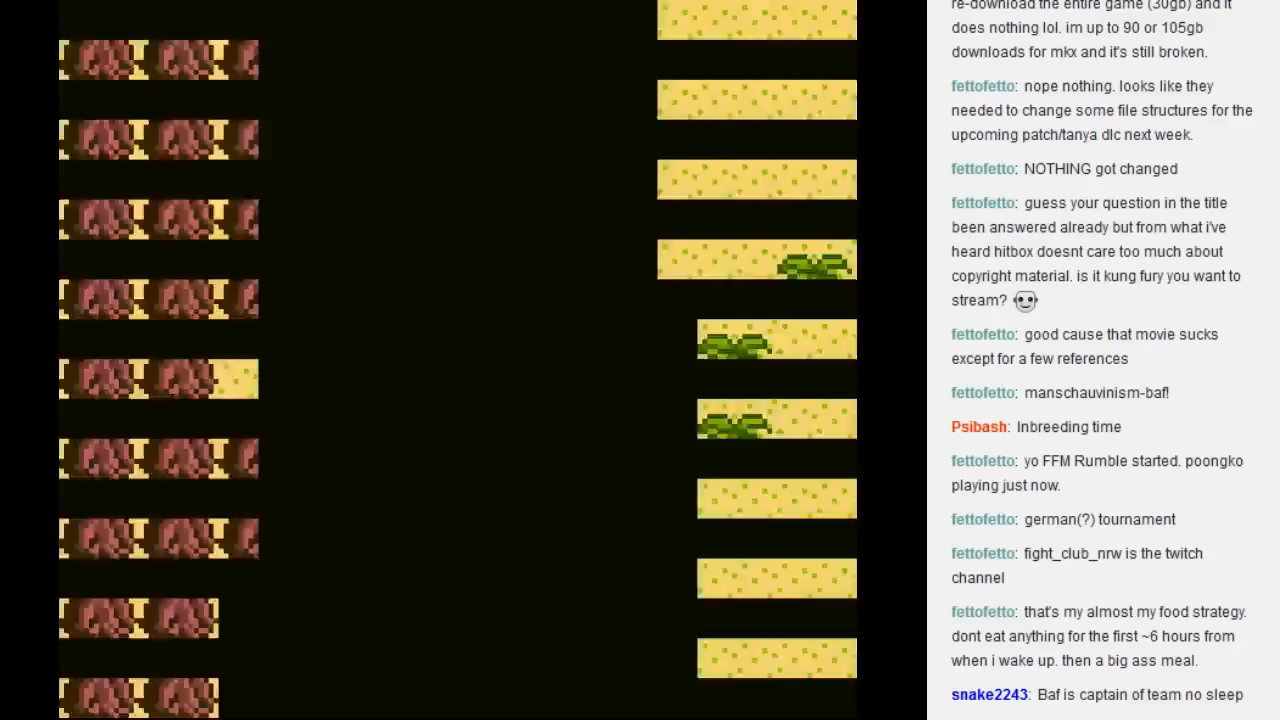 re-download the entire game (30gb) and it
does nothing lol. im up to 90 or 105gb
downloads for mkx and it's still broken.
fettofetto: nope nothing. looks like they
needed to change some file structures for the
upcoming patch/tanya dlc next week.
fettofetto: NOTHING got changed
fettofetto: guess your question in the title
been answered already but from what i've
heard hitbox doesnt care too much about
copyright material. is it kung fury you want to
stream?
fettofetto: good cause that movie sucks
except for a few references
fettofetto: manschauvinism-baf!
Psibash: Inbreeding time
fettofetto: yo FFM Rumble started. poongko
playing just now.
fettofetto: german(?) tournament
fettofetto: fight_club_nrw is the twitch
channel
fettofetto: that's my almost my food strategy.
dont eat anything for the first ~6 hours from
when i wake up. then a big ass meal.
snake2243: Baf is captain of team no sleep